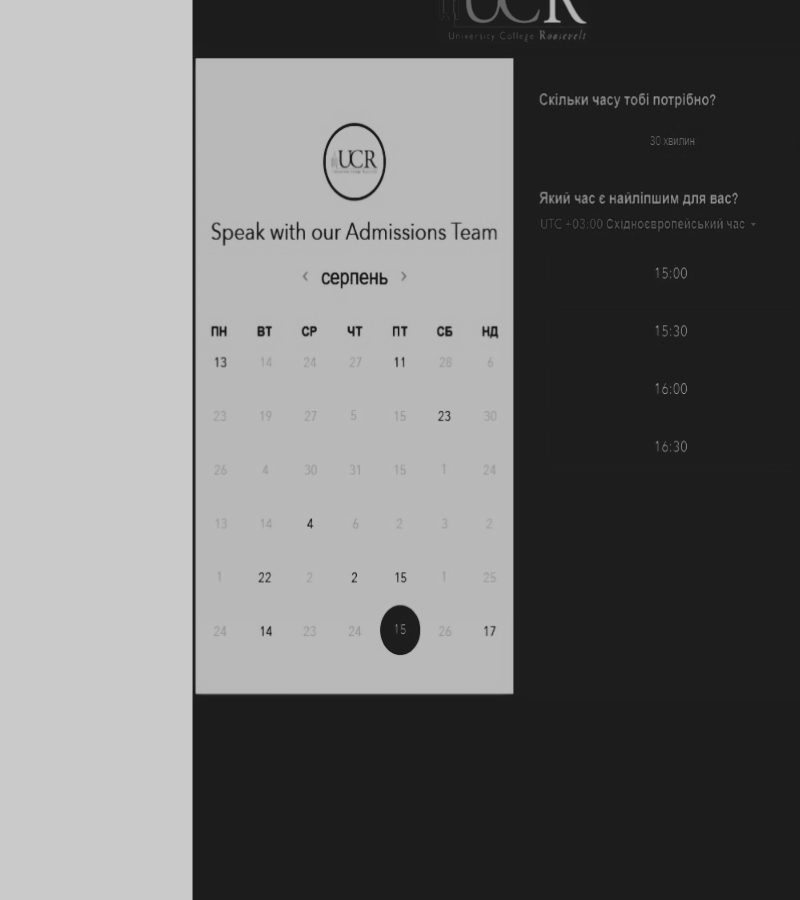 UCR
University College Roosevelt
UCR
Speak with our Admissions Team
‹ серпень ›
ПН ВТ СР ЧТ ПТ СБ НД
13 14 24 27 11 28 6
23 19 27 5 15 23 30
26 4 30 31 15 1 24
13 14 4 6 2 3 2
1 22 2 2 15 1 25
24 14 23 24 15 26 17
Скільки часу тобі потрібно?
30 хвилин
Який час є найліпшим для вас?
UTC +03:00 Східноєвропейський час
15:00
15:30
16:00
16:30